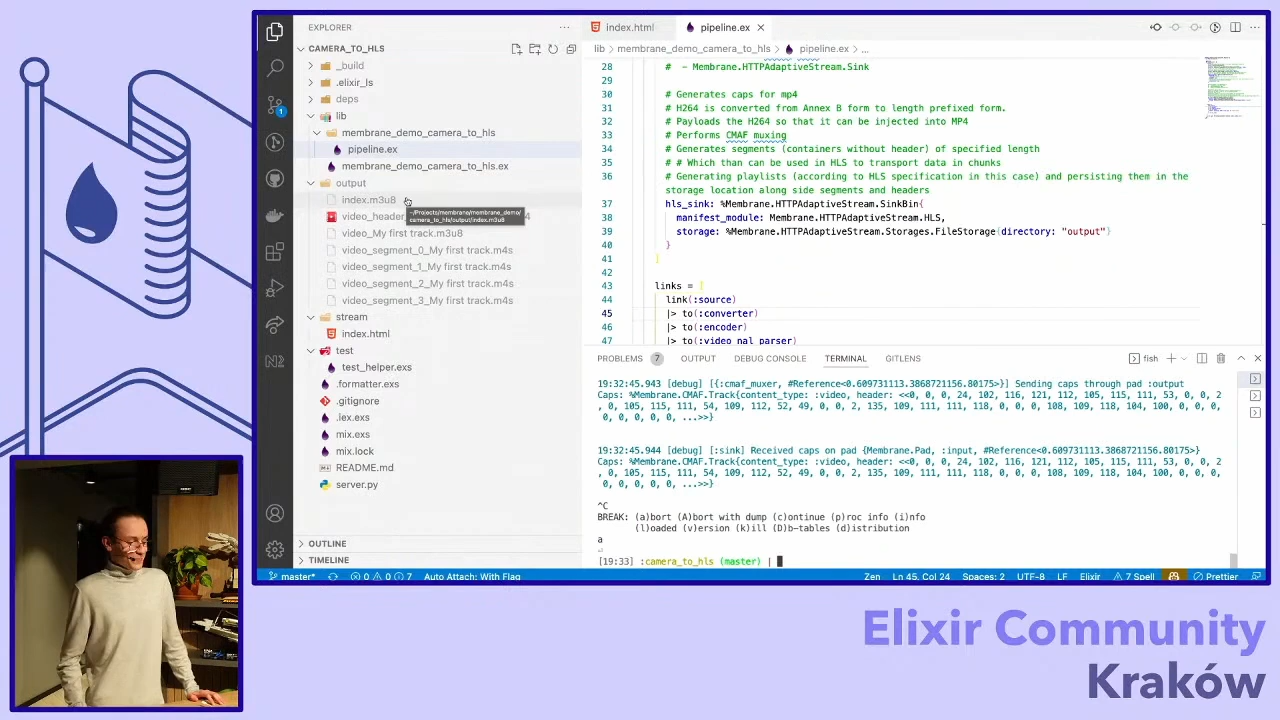 EXPLORER
CAMERA_TO_HLS
_build
.elixir_ls
deps
lib
membrane_demo_camera_to_hls
pipeline.ex
membrane_demo_camera_to_hls.ex
output
index.m3u8
~/Projects/membrane/membrane_demo/
camera_to_hls/output/index.m3u8
video_header_
4
video_My first track.m3u8
video_segment_0_My first track.m4s
video_segment_1_My first track.m4s
video_segment_2_My first track.m4s
video_segment_3_My first track.m4s
stream
index.html
test
test_helper.exs
.formatter.exs
.gitignore
.lex.exs
mix.exs
mix.lock
README.md
server.py
OUTLINE
TIMELINE
index.html
pipeline.ex
lib > membrane_demo_camera_to_hls > pipeline.ex > ...
28 #  - Membrane.HTTPAdaptiveStream.Sink
29
30 # Generates caps for mp4
31 # H264 is converted from Annex B form to length prefixed form.
32 # Payloads the H264 so that it can be injected into MP4
33 # Performs CMAF muxing
34 # Generates segments (containers without header) of specified length
35 # # Which than can be used in HLS to transport data in chunks
36 # Generating playlists (according to HLS specification in this case) and persisting them in the
storage location along side segments and headers
37 hls_sink: %Membrane.HTTPAdaptiveStream.SinkBin{
38 manifest_module: Membrane.HTTPAdaptiveStream.HLS,
39 storage: %Membrane.HTTPAdaptiveStream.Storages.FileStorage{directory: "output"}
40 }
41 ]
42
43 links = [
44 link(:source)
45 |> to(:converter)
46 |> to(:encoder)
47 |> to(:video_nal_parser)
PROBLEMS 7 OUTPUT DEBUG CONSOLE TERMINAL GITLENS
fish
19:32:45.943 [debug] [{:cmaf_muxer, #Reference<0.609731113.3868721156.80175>}] Sending caps through pad :output
Caps: %Membrane.CMAF.Track{content_type: :video, header: <<0, 0, 0, 24, 102, 116, 121, 112, 105, 115, 111, 53, 0, 0, 2
, 0, 105, 115, 111, 54, 109, 112, 52, 49, 0, 0, 2, 135, 109, 111, 111, 118, 0, 0, 0, 108, 109, 118, 104, 100, 0, 0, 0,
0, 0, 0, 0, 0, 0, ...>>}
19:32:45.944 [debug] [:sink] Received caps on pad {Membrane.Pad, :input, #Reference<0.609731113.3868721156.80175>}
Caps: %Membrane.CMAF.Track{content_type: :video, header: <<0, 0, 0, 24, 102, 116, 121, 112, 105, 115, 111, 53, 0, 0, 2
, 0, 105, 115, 111, 54, 109, 112, 52, 49, 0, 0, 2, 135, 109, 111, 111, 118, 0, 0, 0, 108, 109, 118, 104, 100, 0, 0, 0,
0, 0, 0, 0, 0, 0, ...>>}
^C
BREAK: (a)bort (A)bort with dump (c)ontinue (p)roc info (i)nfo
(l)oaded (v)ersion (k)ill (D)b-tables (d)istribution
a
[19:33] :camera_to_hls (master) |
1
master* 0 0 7 Auto Attach: With Flag
Zen Ln 45, Col 24 Spaces: 2 UTF-8 LF Elixir 7 Spell Prettier
Elixir Community
Kraków